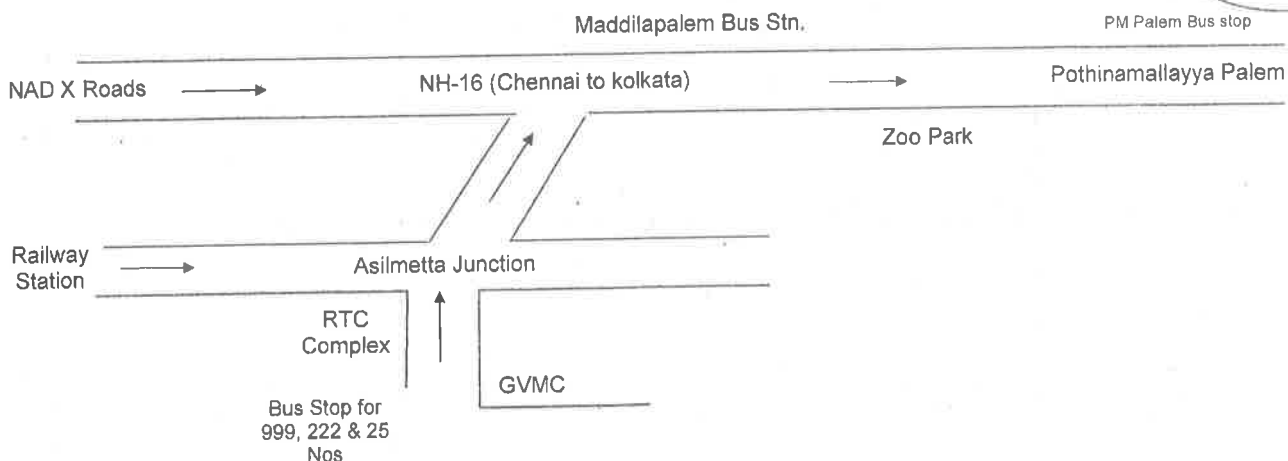 Maddilapalem Bus Stn.
PM Palem Bus stop
NAD X Roads
NH-16 (Chennai to kolkata)
Pothinamallayya Palem
Zoo Park
Railway
Station
Asilmetta Junction
RTC
Complex
GVMC
Bus Stop for
999, 222 & 25
Nos